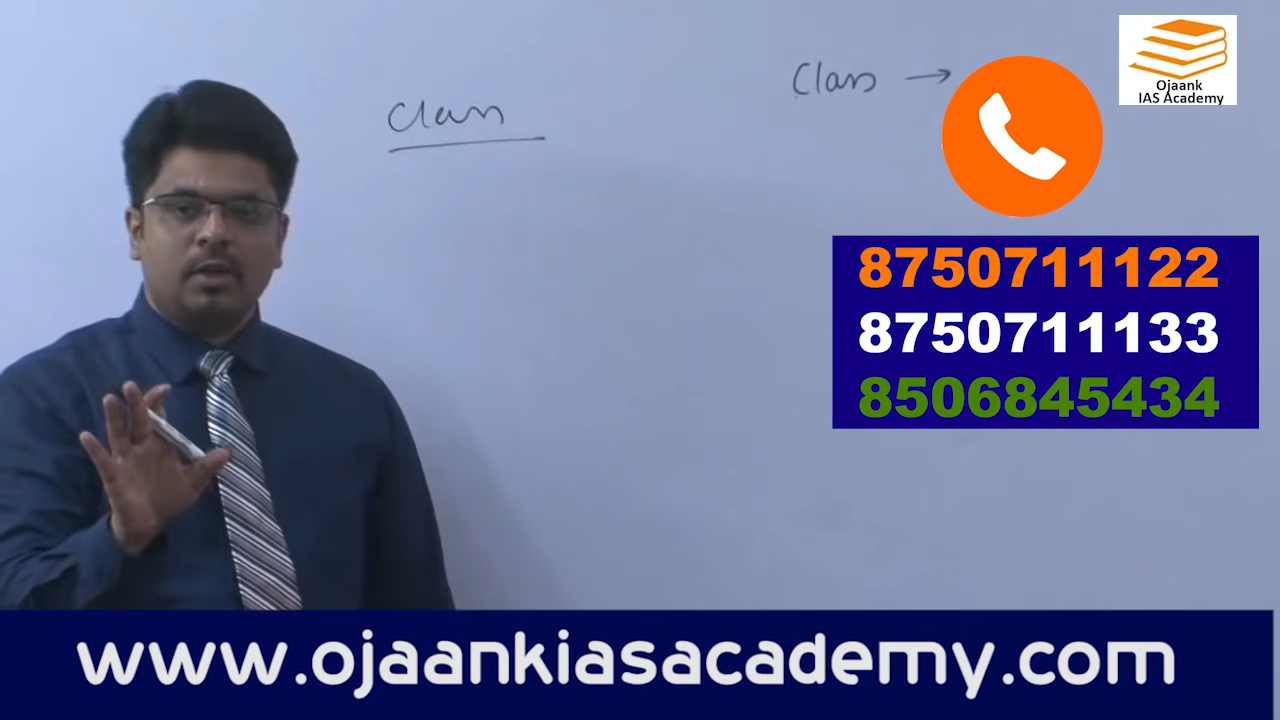 Class
Class →
Ojaank
IAS Academy
8750711122
8750711133
8506845434
www.ojaankiasacademy.com